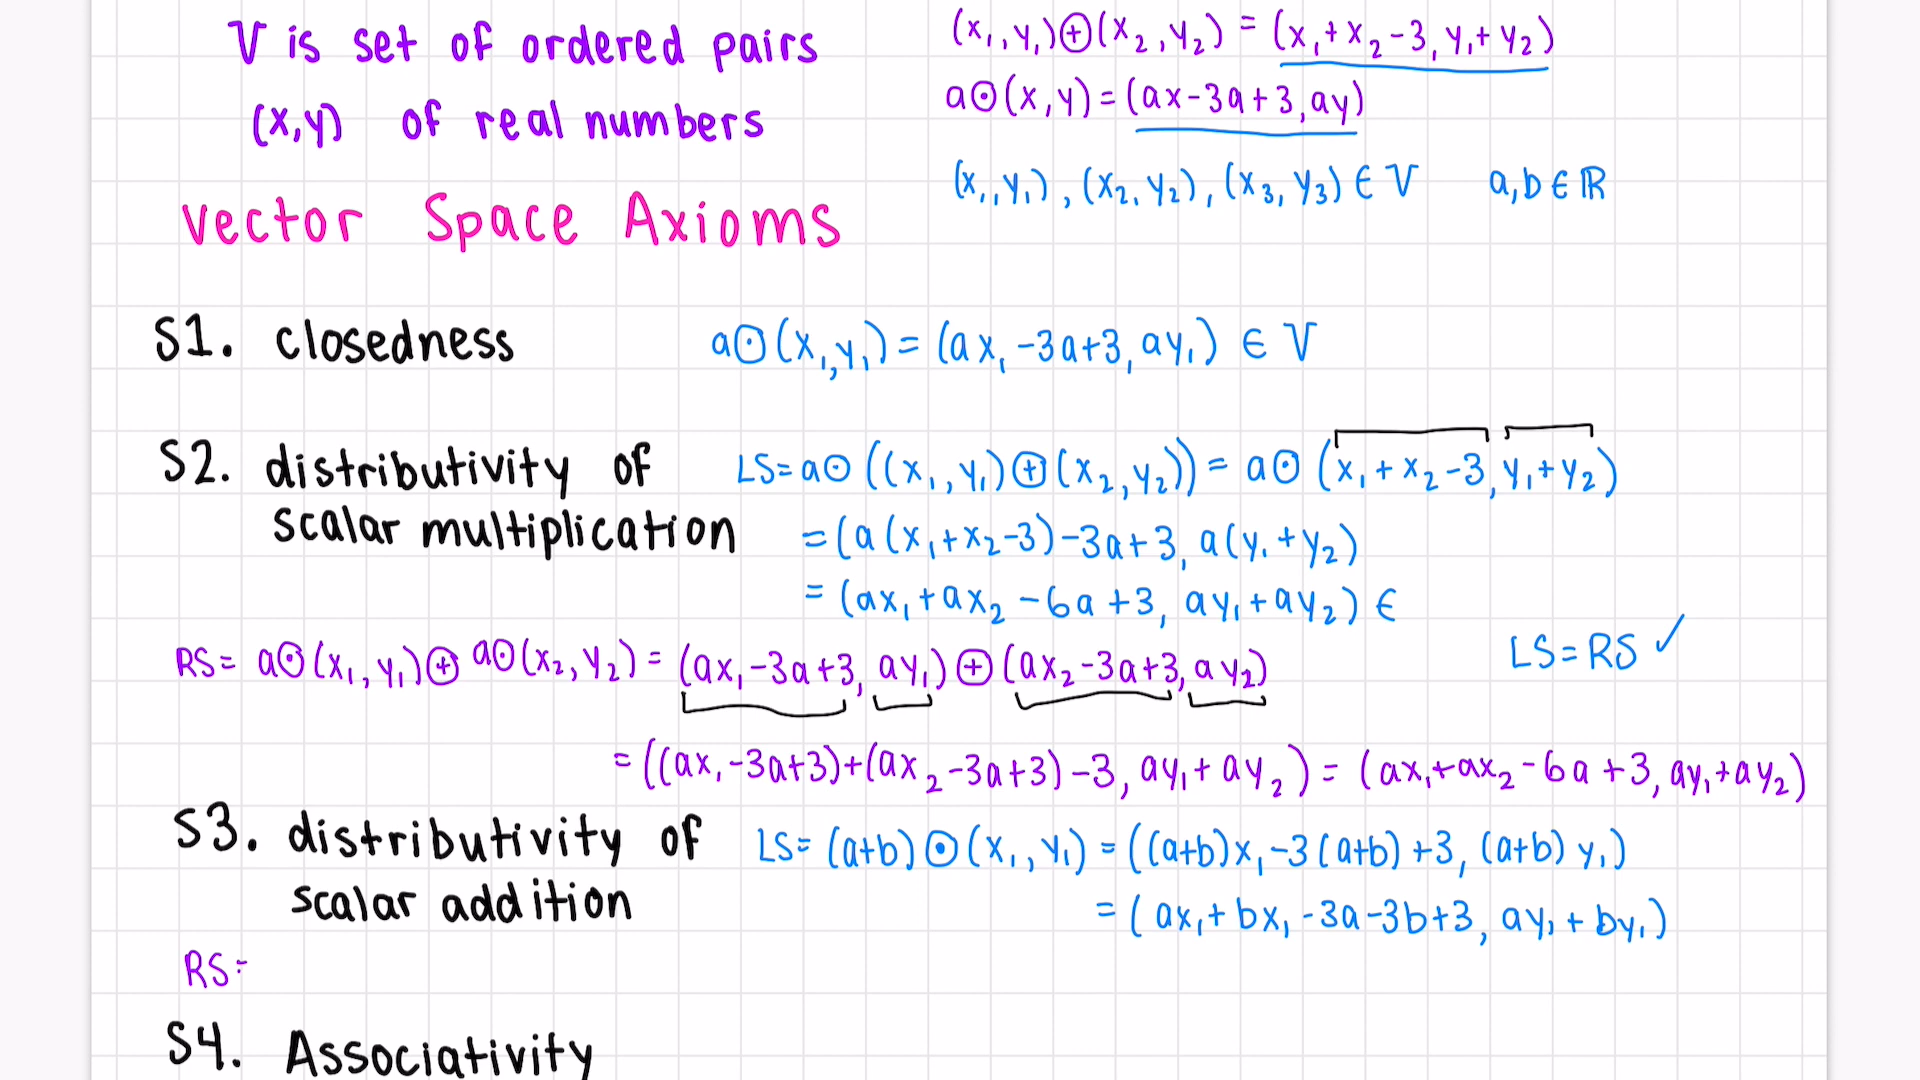 V is set of ordered pairs
(x,y) of real numbers
(x₁,y₁)⊕(x₂,y₂) = (x₁+x₂-3, y₁+y₂)
a⊙(x,y)=(ax-3a+3, ay)
(x₁,y₁), (x₂,y₂), (x₃,y₃) ∈ V a,b ∈ ℝ
Vector Space Axioms
S1. closedness a⊙(x₁,y₁) = (ax₁-3a+3, ay₁) ∈ V
S2. distributivity of
scalar multiplication
LS=a⊙((x₁,y₁)⊕(x₂,y₂)) = a⊙(x₁+x₂-3, y₁+y₂)
=(a(x₁+x₂-3)-3a+3, a(y₁+y₂)
= (ax₁+ax₂-6a+3, ay₁+ay₂) ∈
RS= a⊙(x₁,y₁)⊕ a⊙(x₂,y₂) = (ax₁-3a+3, ay₁)⊕(ax₂-3a+3, ay₂)
LS=RS ✓
= ((ax₁-3a+3)+(ax₂-3a+3)-3, ay₁+ay₂) = (ax₁+ax₂-6a+3, ay₁+ay₂)
S3. distributivity of
scalar addition
LS= (a+b)⊙(x₁,y₁) = ((a+b)x₁-3(a+b)+3, (a+b)y₁)
= (ax₁+bx₁-3a-3b+3, ay₁+by₁)
RS=
S4. Associativity